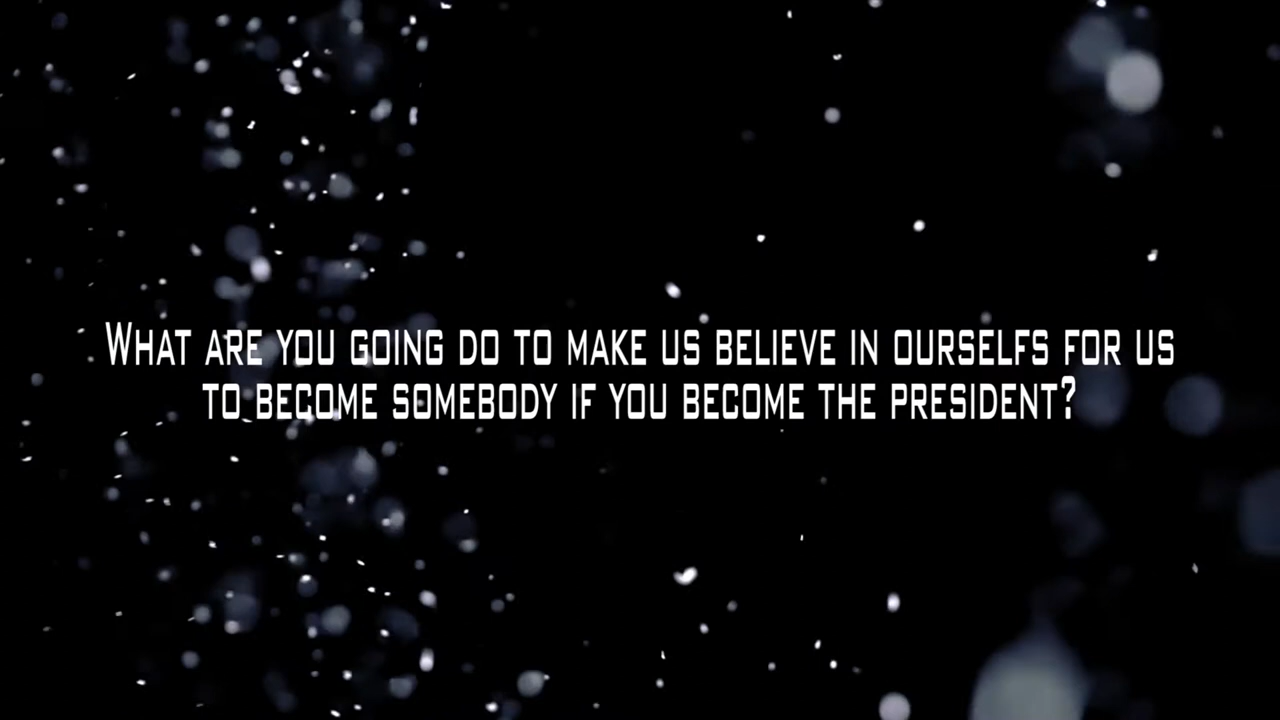 What are you going do to make us believe in ourselfs for us
to become somebody if you become the president?